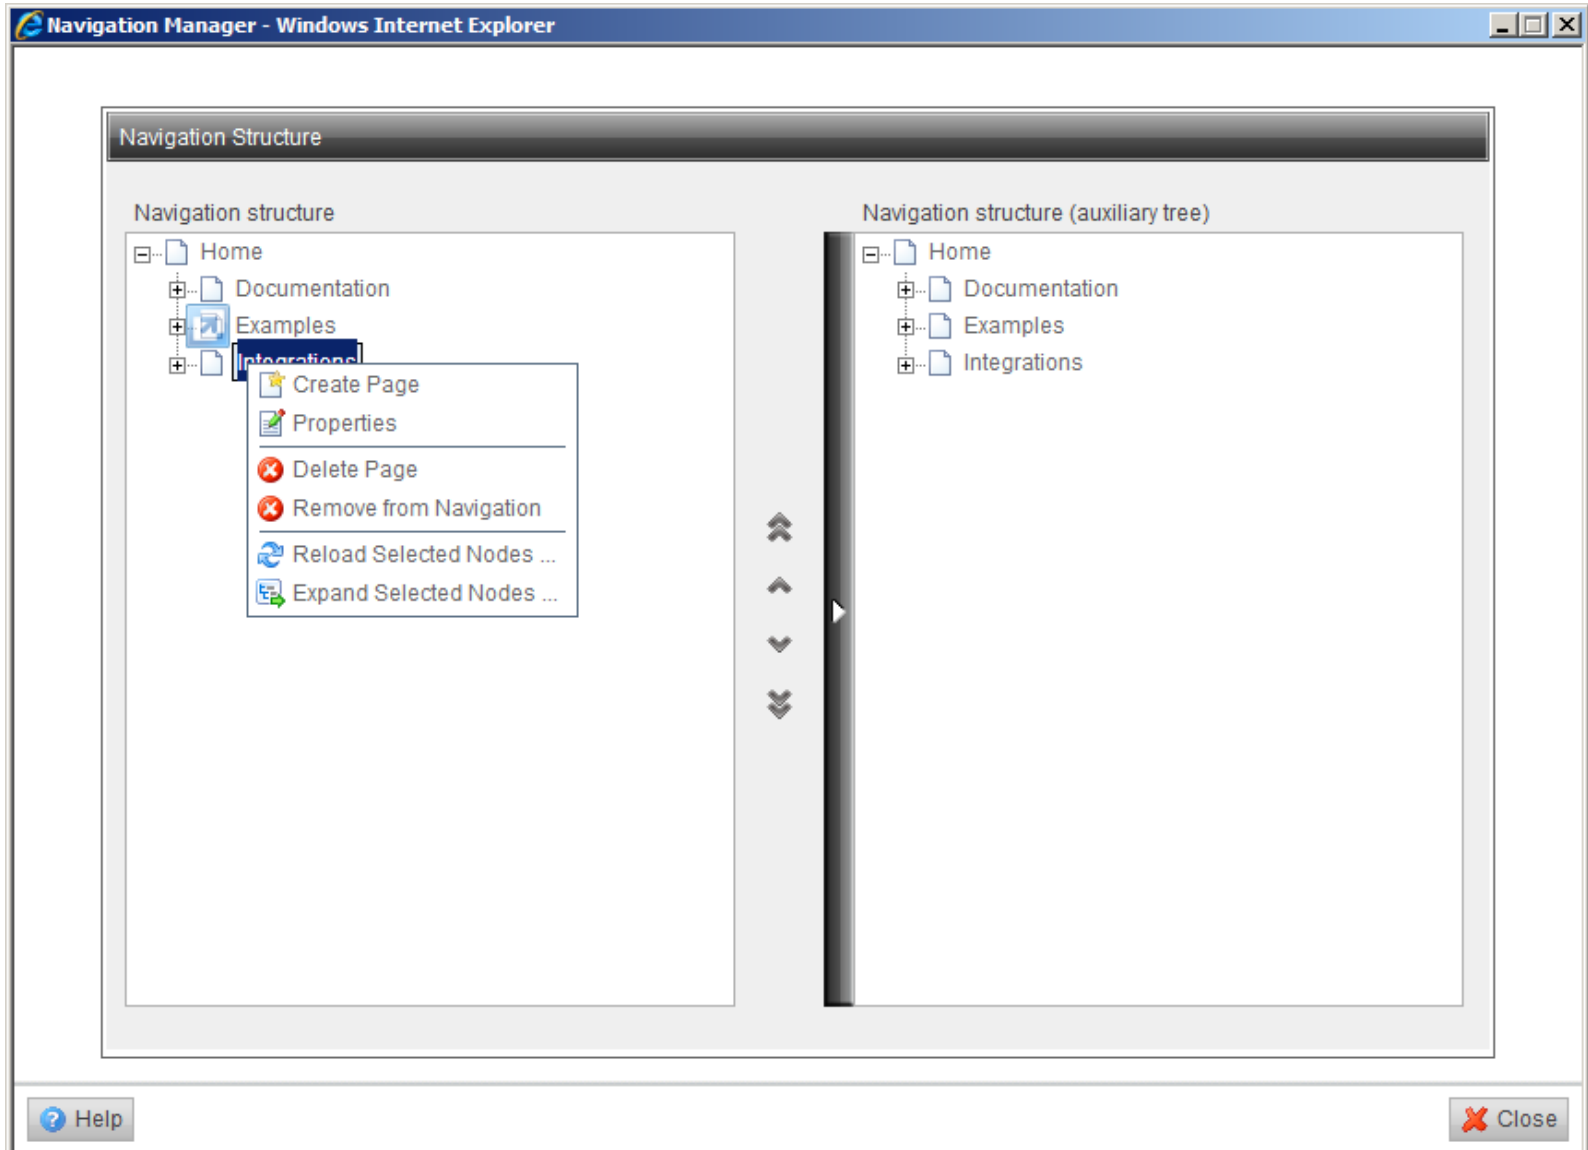 Navigation Manager - Windows Internet Explorer
Navigation Structure
Navigation structure
Home
Documentation
Examples
Integrations
Create Page
Properties
Delete Page
Remove from Navigation
Reload Selected Nodes ...
Expand Selected Nodes ...
Navigation structure (auxiliary tree)
Home
Documentation
Examples
Integrations
Help
Close